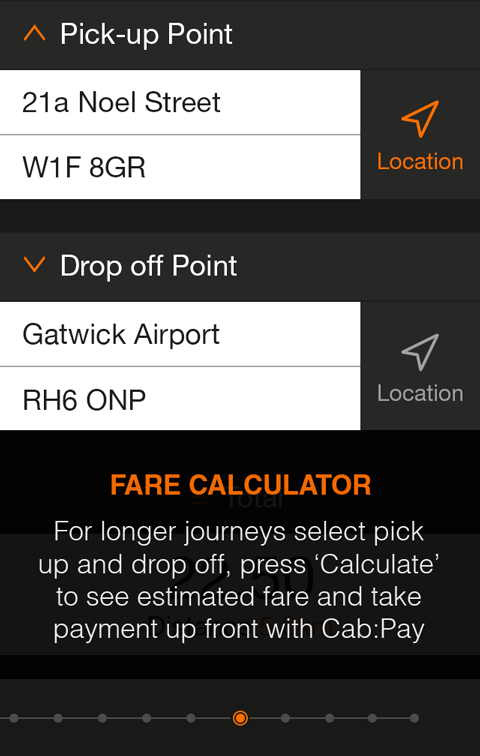 Pick-up Point
21a Noel Street
W1F 8GR
Location
Drop off Point
Gatwick Airport
RH6 ONP
Location
FARE CALCULATOR
Total
For longer journeys select pick
up and drop off, press ‘Calculate’
to see estimated fare and take
payment up front with Cab:Pay